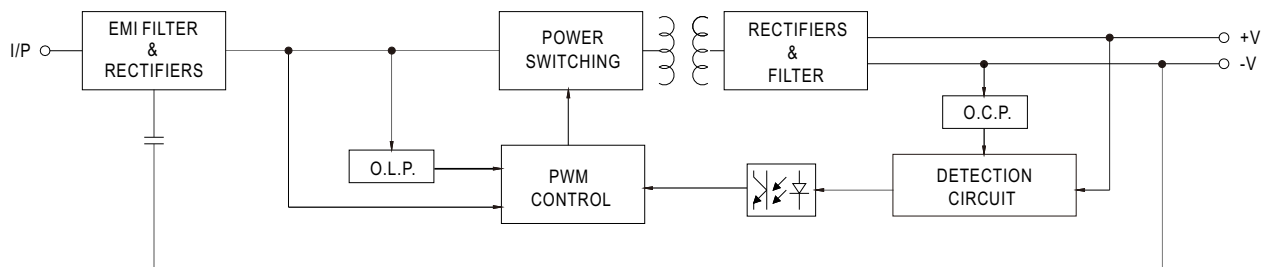 I/P
EMI FILTER
&
RECTIFIERS
POWER
SWITCHING
RECTIFIERS
&
FILTER
+V
-V
O.C.P.
O.L.P.
PWM
CONTROL
DETECTION
CIRCUIT